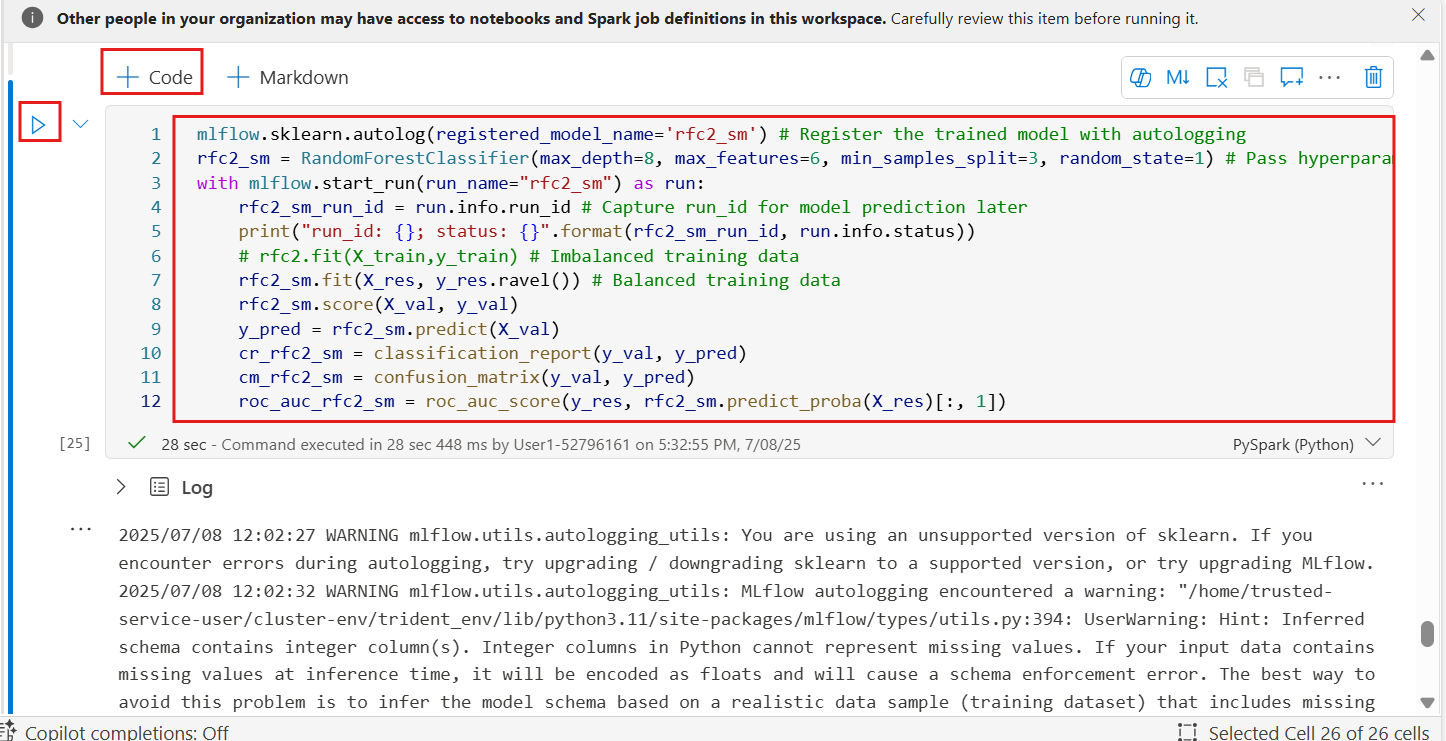 Other people in your organization may have access to notebooks and Spark job definitions in this workspace. Carefully review this item before running it.
Code Markdown M↓ ...
1 mlflow.sklearn.autolog(registered_model_name='rfc2_sm') # Register the trained model with autologging
2 rfc2_sm = RandomForestClassifier(max_depth=8, max_features=6, min_samples_split=3, random_state=1) # Pass hyperpara
3 with mlflow.start_run(run_name="rfc2_sm") as run:
4     rfc2_sm_run_id = run.info.run_id # Capture run_id for model prediction later
5     print("run_id: {}; status: {}".format(rfc2_sm_run_id, run.info.status))
6     # rfc2.fit(X_train,y_train) # Imbalanced training data
7     rfc2_sm.fit(X_res, y_res.ravel()) # Balanced training data
8     rfc2_sm.score(X_val, y_val)
9     y_pred = rfc2_sm.predict(X_val)
10     cr_rfc2_sm = classification_report(y_val, y_pred)
11     cm_rfc2_sm = confusion_matrix(y_val, y_pred)
12     roc_auc_rfc2_sm = roc_auc_score(y_res, rfc2_sm.predict_proba(X_res)[:, 1])
[25] 28 sec - Command executed in 28 sec 448 ms by User1-52796161 on 5:32:55 PM, 7/08/25 PySpark (Python)
Log ...
... 2025/07/08 12:02:27 WARNING mlflow.utils.autologging_utils: You are using an unsupported version of sklearn. If you
encounter errors during autologging, try upgrading / downgrading sklearn to a supported version, or try upgrading MLflow.
2025/07/08 12:02:32 WARNING mlflow.utils.autologging_utils: MLflow autologging encountered a warning: "/home/trusted-
service-user/cluster-env/trident_env/lib/python3.11/site-packages/mlflow/types/utils.py:394: UserWarning: Hint: Inferred
schema contains integer column(s). Integer columns in Python cannot represent missing values. If your input data contains
missing values at inference time, it will be encoded as floats and will cause a schema enforcement error. The best way to
avoid this problem is to infer the model schema based on a realistic data sample (training dataset) that includes missing
Copilot completions: Off Selected Cell 26 of 26 cells